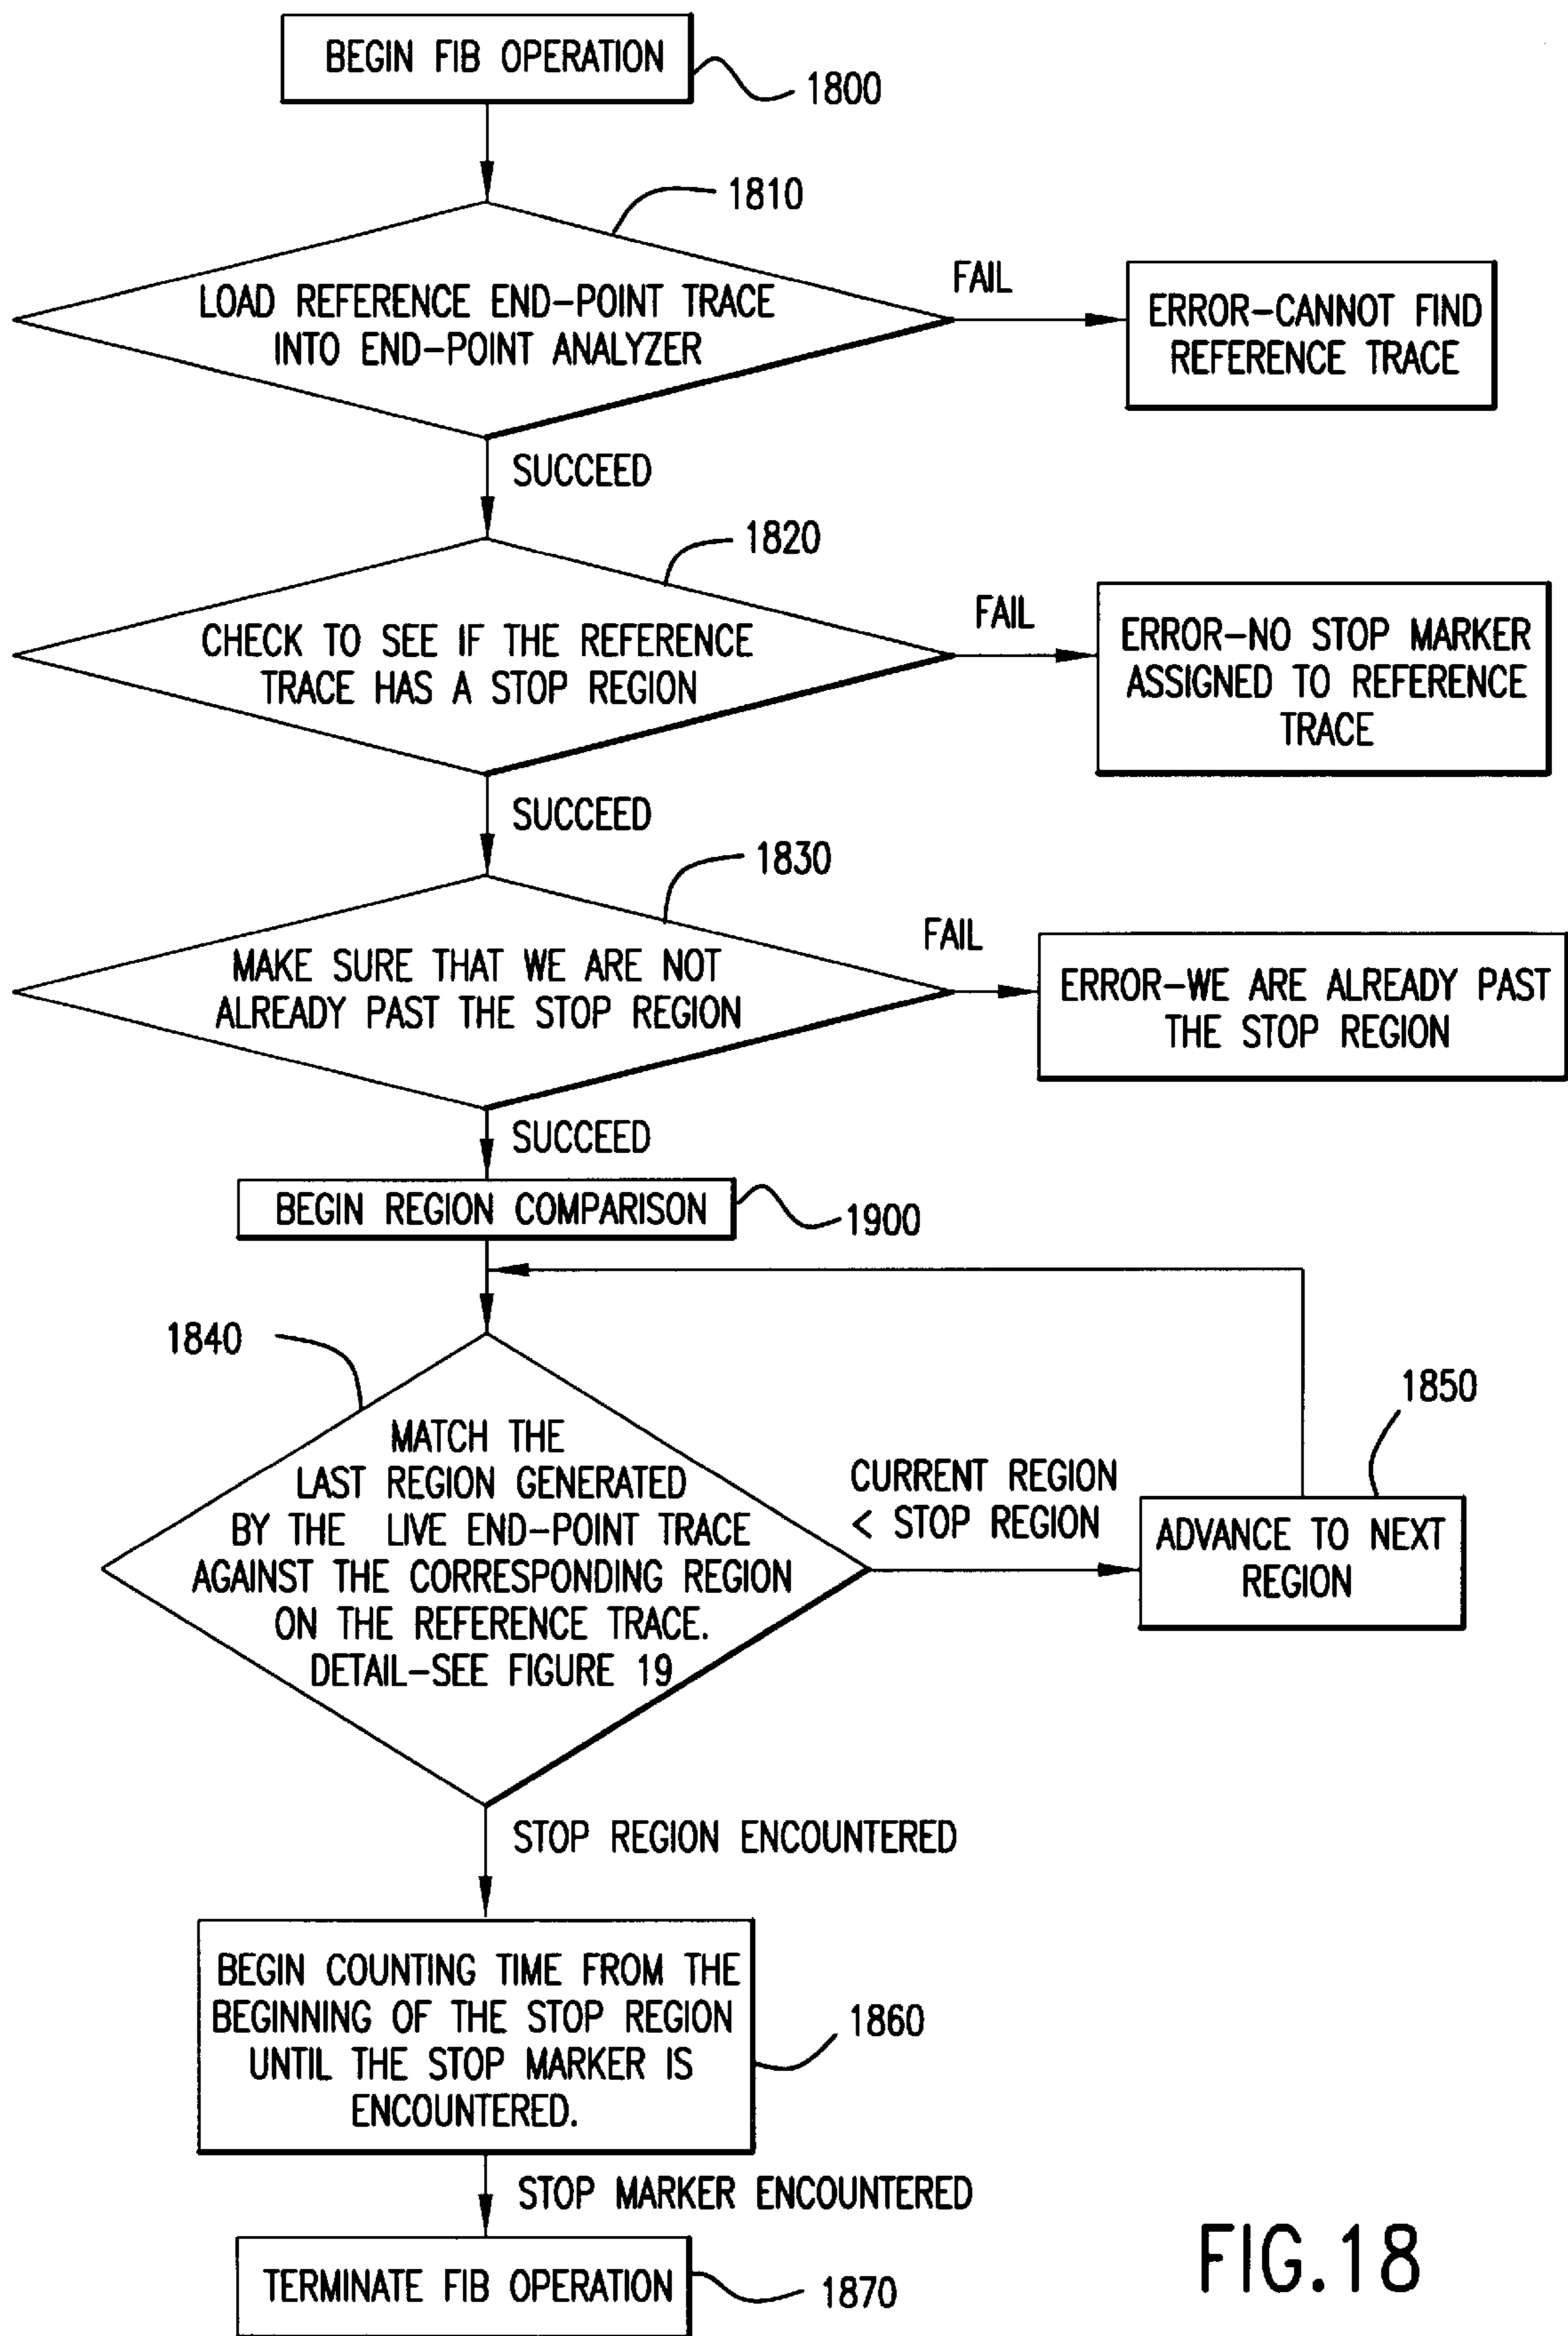 BEGIN FIB OPERATION
1800
1810
LOAD REFERENCE END-POINT TRACE
INTO END-POINT ANALYZER
FAIL
ERROR-CANNOT FIND
REFERENCE TRACE
SUCCEED
1820
CHECK TO SEE IF THE REFERENCE
TRACE HAS A STOP REGION
FAIL
ERROR-NO STOP MARKER
ASSIGNED TO REFERENCE
TRACE
SUCCEED
1830
MAKE SURE THAT WE ARE NOT
ALREADY PAST THE STOP REGION
FAIL
ERROR-WE ARE ALREADY PAST
THE STOP REGION
SUCCEED
BEGIN REGION COMPARISON
1900
1840
MATCH THE
LAST REGION GENERATED
BY THE LIVE END-POINT TRACE
AGAINST THE CORRESPONDING REGION
ON THE REFERENCE TRACE.
DETAIL-SEE FIGURE 19
CURRENT REGION
< STOP REGION
1850
ADVANCE TO NEXT
REGION
STOP REGION ENCOUNTERED
BEGIN COUNTING TIME FROM THE
BEGINNING OF THE STOP REGION
UNTIL THE STOP MARKER IS
ENCOUNTERED.
1860
STOP MARKER ENCOUNTERED
TERMINATE FIB OPERATION
1870
FIG.18